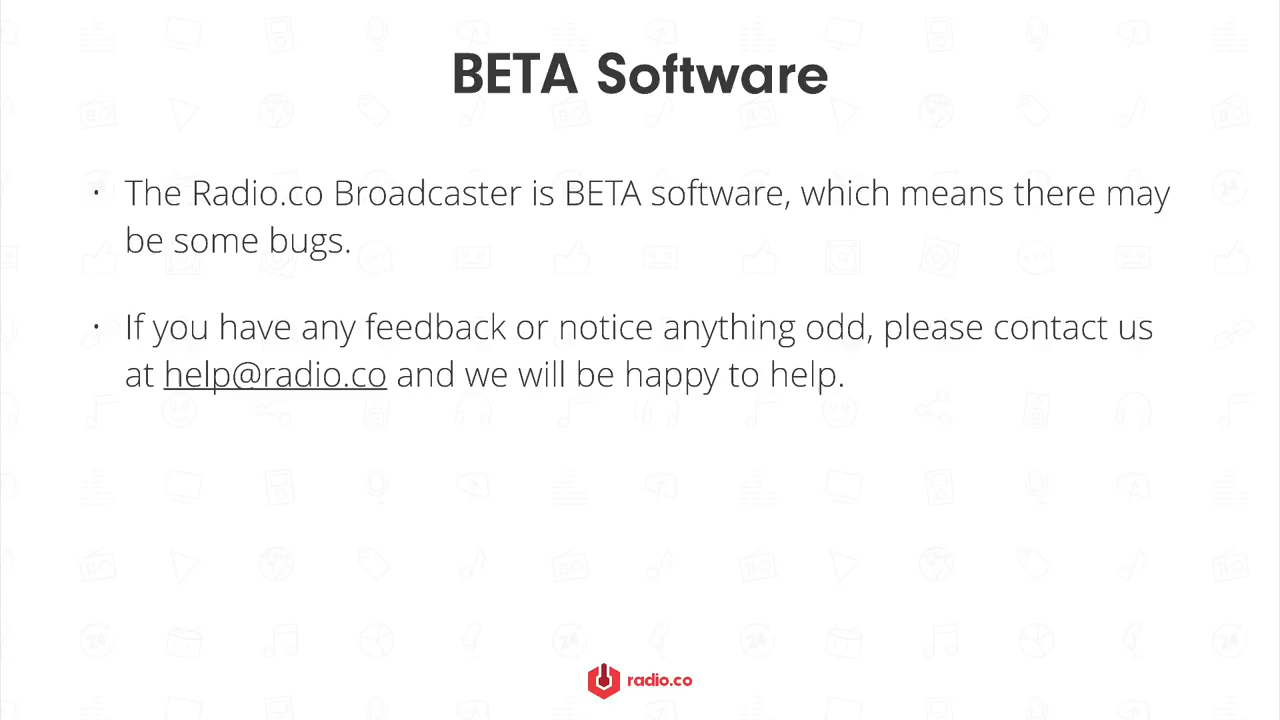 BETA Software
• The Radio.co Broadcaster is BETA software, which means there may
be some bugs.
• If you have any feedback or notice anything odd, please contact us
at help@radio.co and we will be happy to help.
radio.co